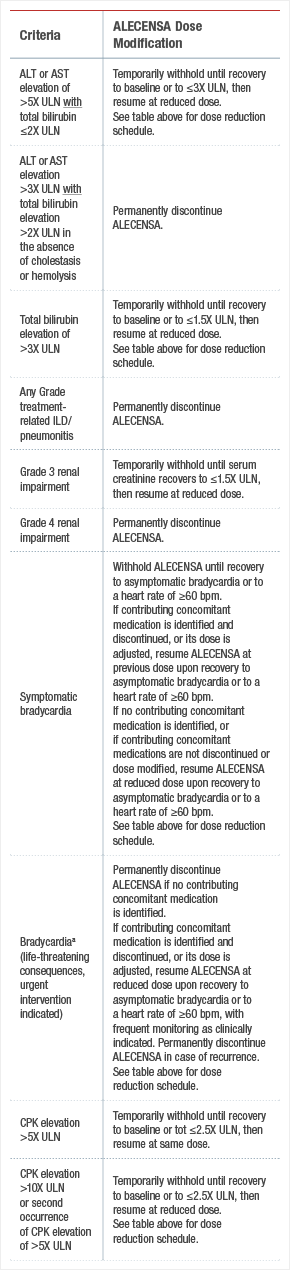 Criteria
ALECENSA Dose
Modification
ALT or AST
elevation of
>5X ULN with
total bilirubin
≤2X ULN
Temporarily withhold until recovery
to baseline or to ≤3X ULN, then
resume at reduced dose.
See table above for dose reduction
schedule.
ALT or AST
elevation
>3X ULN with
total bilirubin
elevation
>2X ULN in
the absence
of cholestasis
or hemolysis
Permanently discontinue
ALECENSA.
Total bilirubin
elevation of
>3X ULN
Temporarily withhold until recovery
to baseline or to ≤1.5X ULN, then
resume at reduced dose.
See table above for dose reduction
schedule.
Any Grade
treatment-
related ILD/
pneumonitis
Permanently discontinue
ALECENSA.
Grade 3 renal
impairment
Temporarily withhold until serum
creatinine recovers to ≤1.5X ULN,
then resume at reduced dose.
Grade 4 renal
impairment
Permanently discontinue
ALECENSA.
Symptomatic
bradycardia
Withhold ALECENSA until recovery
to asymptomatic bradycardia or to
a heart rate of ≥60 bpm.
If contributing concomitant
medication is identified and
discontinued, or its dose is
adjusted, resume ALECENSA at
previous dose upon recovery to
asymptomatic bradycardia or to a
heart rate of ≥60 bpm.
If no contributing concomitant
medication is identified, or
if contributing concomitant
medications are not discontinued or
dose modified, resume ALECENSA
at reduced dose upon recovery to
asymptomatic bradycardia or to a
heart rate of ≥60 bpm.
See table above for dose reduction
schedule.
Bradycardiaᵃ
(life-threatening
consequences,
urgent
intervention
indicated)
Permanently discontinue
ALECENSA if no contributing
concomitant medication
is identified.
If contributing concomitant
medication is identified and
discontinued, or its dose is
adjusted, resume ALECENSA at
reduced dose upon recovery to
asymptomatic bradycardia or to
a heart rate of ≥60 bpm, with
frequent monitoring as clinically
indicated. Permanently discontinue
ALECENSA in case of recurrence.
See table above for dose
reduction schedule.
CPK elevation
>5X ULN
Temporarily withhold until recovery
to baseline or tot ≤2.5X ULN, then
resume at same dose.
CPK elevation
>10X ULN
or second
occurrence
of CPK elevation
of >5X ULN
Temporarily withhold until recovery
to baseline or to ≤2.5X ULN, then
resume at reduced dose.
See table above for dose
reduction schedule.